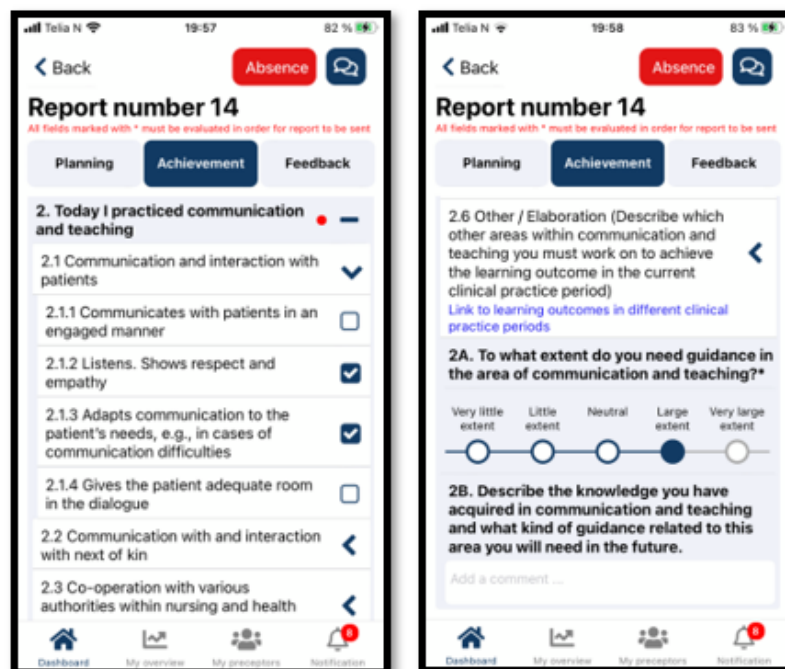 Telia N 19:57 82 %
Back Absence
Report number 14
All fields marked with * must be evaluated in order for report to be sent
Planning Achievement Feedback
2. Today I practiced communication
and teaching
2.1 Communication and interaction with
patients
2.1.1 Communicates with patients in an
engaged manner
2.1.2 Listens. Shows respect and
empathy
2.1.3 Adapts communication to the
patient's needs, e.g., in cases of
communication difficulties
2.1.4 Gives the patient adequate room
in the dialogue
2.2 Communication with and interaction
with next of kin
2.3 Co-operation with various
authorities within nursing and health
Dashboard My overview My preceptors Notification
8
Telia N 19:58 83 %
Back Absence
Report number 14
All fields marked with * must be evaluated in order for report to be sent
Planning Achievement Feedback
2.6 Other / Elaboration (Describe which
other areas within communication and
teaching you must work on to achieve
the learning outcome in the current
clinical practice period)
Link to learning outcomes in different clinical
practice periods
2A. To what extent do you need guidance in
the area of communication and teaching?*
Very little extent Little extent Neutral Large extent Very large extent
2B. Describe the knowledge you have
acquired in communication and teaching
and what kind of guidance related to this
area you will need in the future.
Add a comment ...
Dashboard My overview My preceptors Notification
8